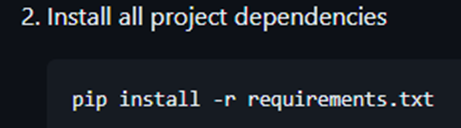 2. Install all project dependencies
pip install -r requirements.txt